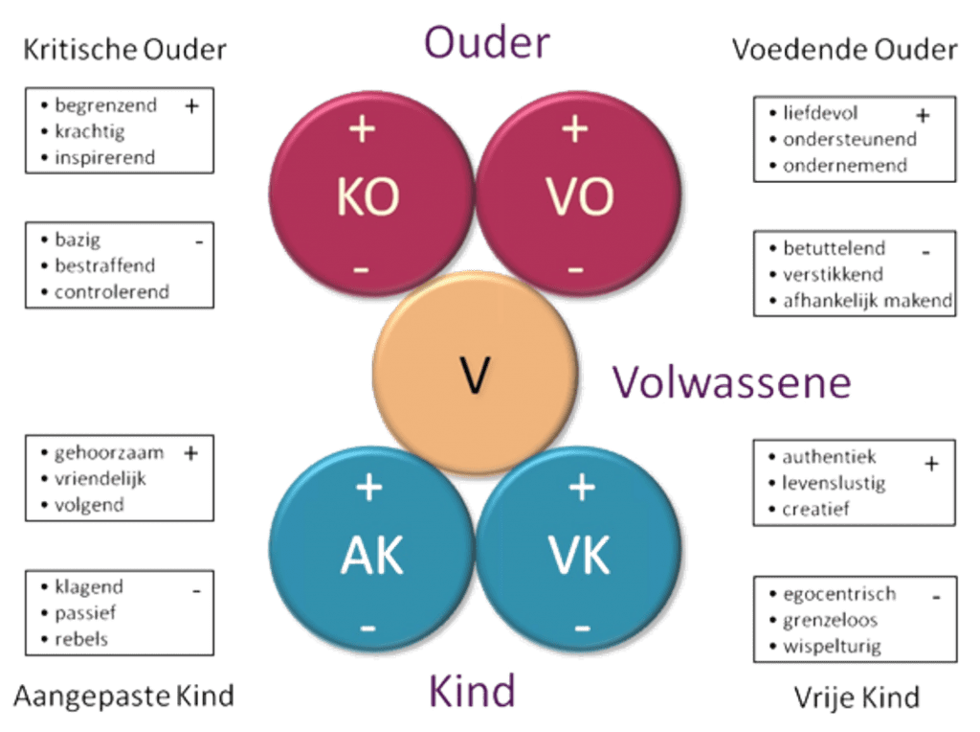 Kritische Ouder
Ouder
Voedende Ouder
• begrenzend +
• krachtig
• inspirerend
• liefdevol +
• ondersteunend
• ondernemend
+
KO
-
+
VO
-
• bazig -
• bestraffend
• controlerend
• betuttelend -
• verstikkend
• afhankelijk makend
V
Volwassene
• gehoorzaam +
• vriendelijk
• volgend
• authentiek +
• levenslustig
• creatief
+
AK
-
+
VK
-
• klagend -
• passief
• rebels
• egocentrisch -
• grenzeloos
• wispelturig
Aangepaste Kind
Kind
Vrije Kind